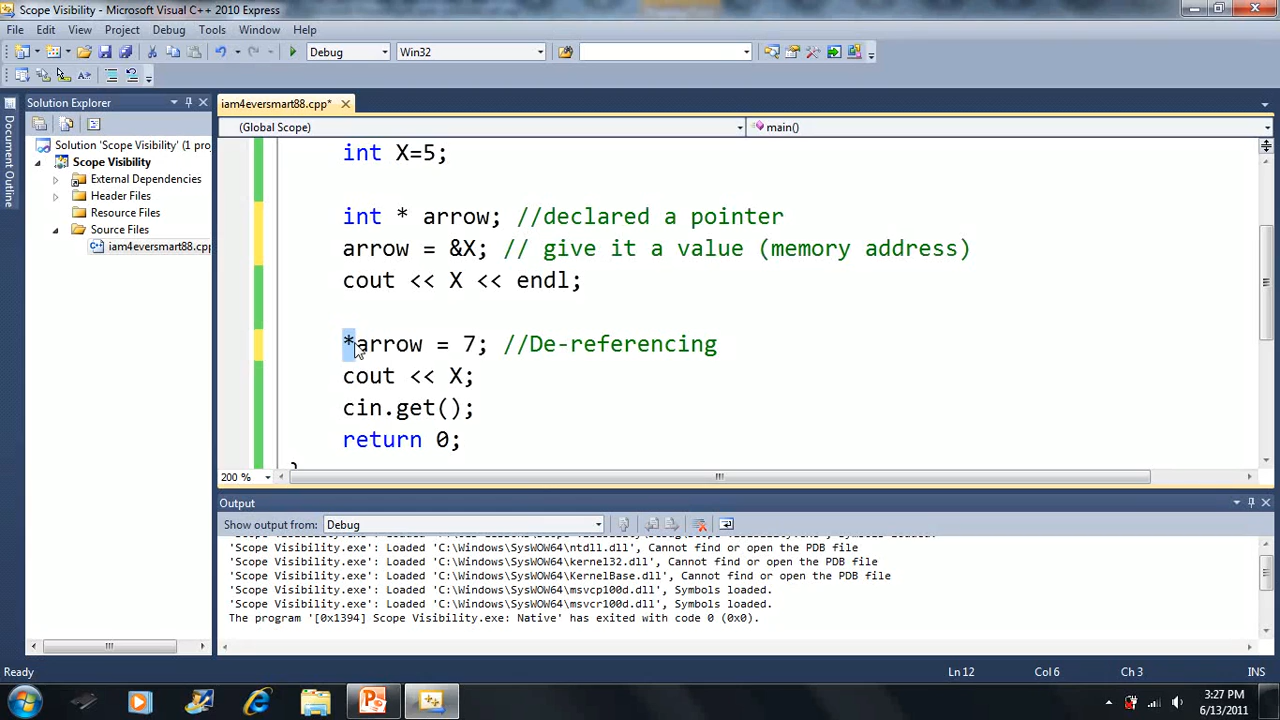 Scope Visibility - Microsoft Visual C++ 2010 Express
File Edit View Project Debug Tools Window Help
Debug Win32
Solution Explorer
iam4eversmart88.cpp*
Document Outline
(Global Scope) main()
Solution 'Scope Visibility' (1 pro
Scope Visibility
External Dependencies
Header Files
Resource Files
Source Files
iam4eversmart88.cpp
int X=5;
int * arrow; //declared a pointer
arrow = &X; // give it a value (memory address)
cout << X << endl;
*arrow = 7; //De-referencing
cout << X;
cin.get();
return 0;
200 %
Output
Show output from: Debug
'Scope Visibility.exe': Loaded 'C:\Windows\SysWOW64\ntdll.dll', Cannot find or open the PDB file
'Scope Visibility.exe': Loaded 'C:\Windows\SysWOW64\kernel32.dll', Cannot find or open the PDB file
'Scope Visibility.exe': Loaded 'C:\Windows\SysWOW64\KernelBase.dll', Cannot find or open the PDB file
'Scope Visibility.exe': Loaded 'C:\Windows\SysWOW64\msvcp100d.dll', Symbols loaded.
'Scope Visibility.exe': Loaded 'C:\Windows\SysWOW64\msvcr100d.dll', Symbols loaded.
The program '[0x1394] Scope Visibility.exe: Native' has exited with code 0 (0x0).
Ready Ln 12 Col 6 Ch 3 INS
3:27 PM
6/13/2011